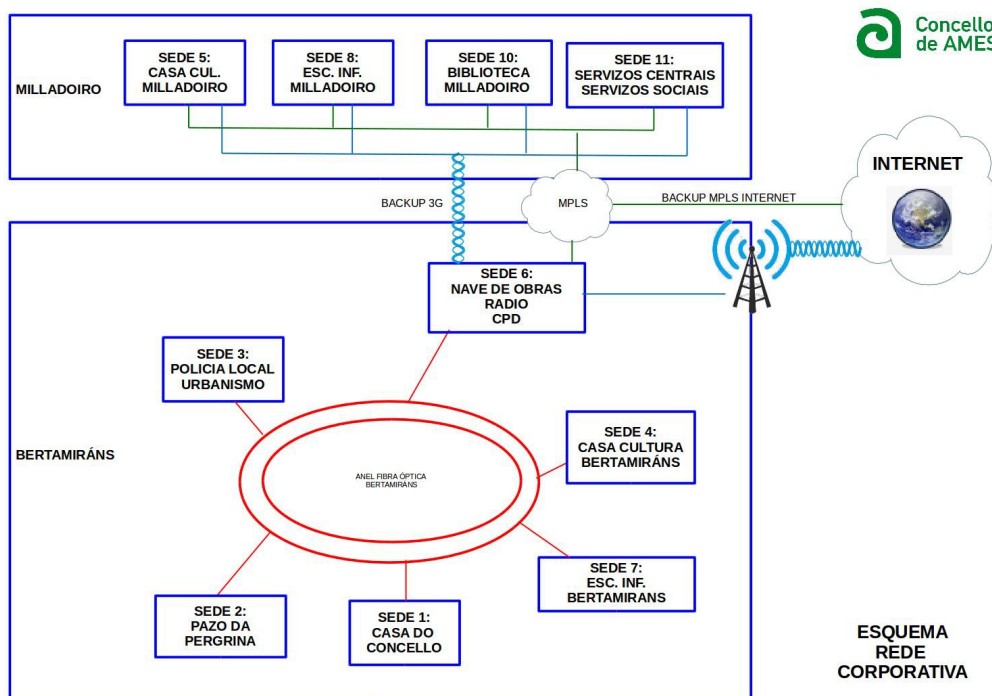 Concello
de AMES
MILLADOIRO
SEDE 5:
CASA CUL.
MILLADOIRO
SEDE 8:
ESC. INF.
MILLADOIRO
SEDE 10:
BIBLIOTECA
MILLADOIRO
SEDE 11:
SERVIZOS CENTRAIS
SERVIZOS SOCIAIS
INTERNET
BACKUP 3G
MPLS
BACKUP MPLS INTERNET
SEDE 6:
NAVE DE OBRAS
RADIO
CPD
SEDE 3:
POLICIA LOCAL
URBANISMO
BERTAMIRÁNS
ANEL FIBRA ÓPTICA
BERTAMIRANS
SEDE 4:
CASA CULTURA
BERTAMIRÁNS
SEDE 7:
ESC. INF.
BERTAMIRANS
SEDE 2:
PAZO DA
PERGRINA
SEDE 1:
CASA DO
CONCELLO
ESQUEMA
REDE
CORPORATIVA